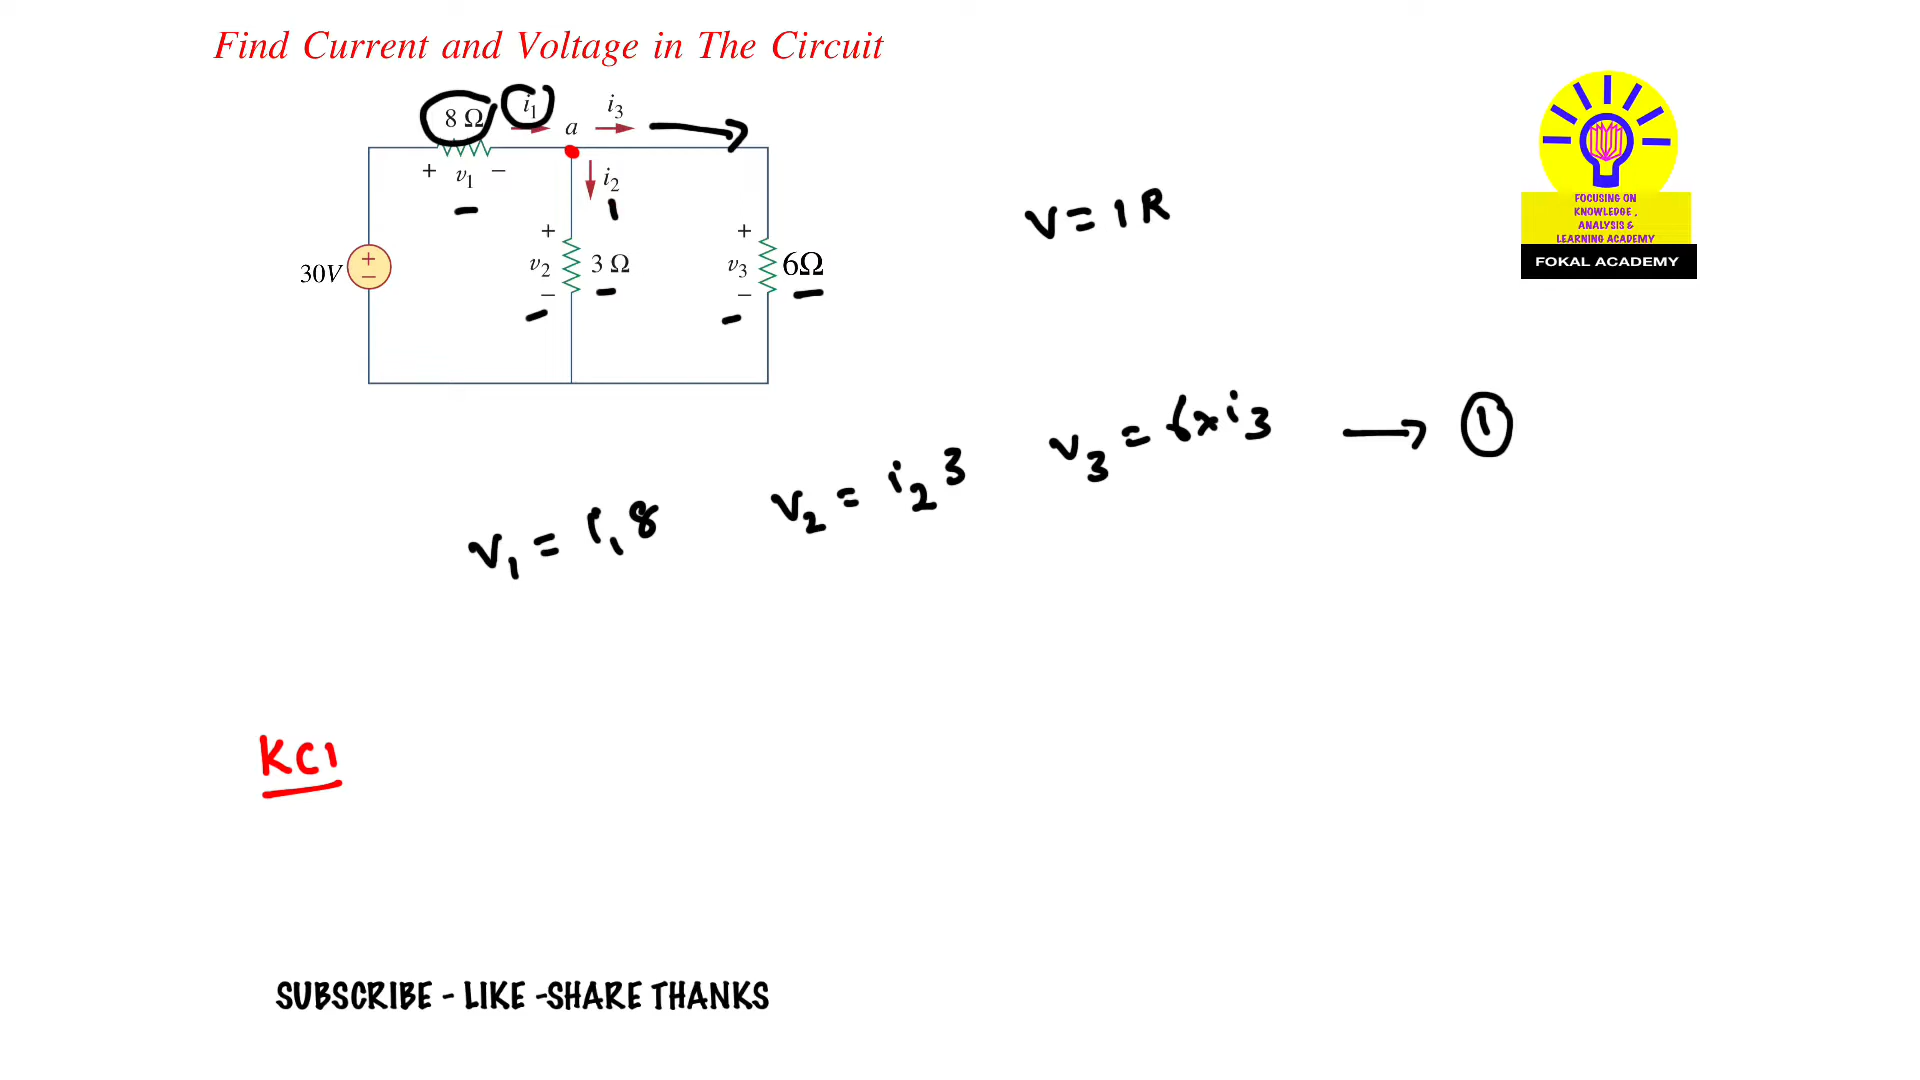 Find Current and Voltage in The Circuit
8 Ω i1 a i3
+ v1 −
i2
30V + −
+ v2 − 3 Ω
+ v3 − 6Ω
V = I R
FOCUSING ON
KNOWLEDGE ,
ANALYSIS &
LEARNING ACADEMY
FOKAL ACADEMY
v1 = i1 8
v2 = i2 3
v3 = 6 x i3 → 1
KCl
SUBSCRIBE - LIKE -SHARE THANKS